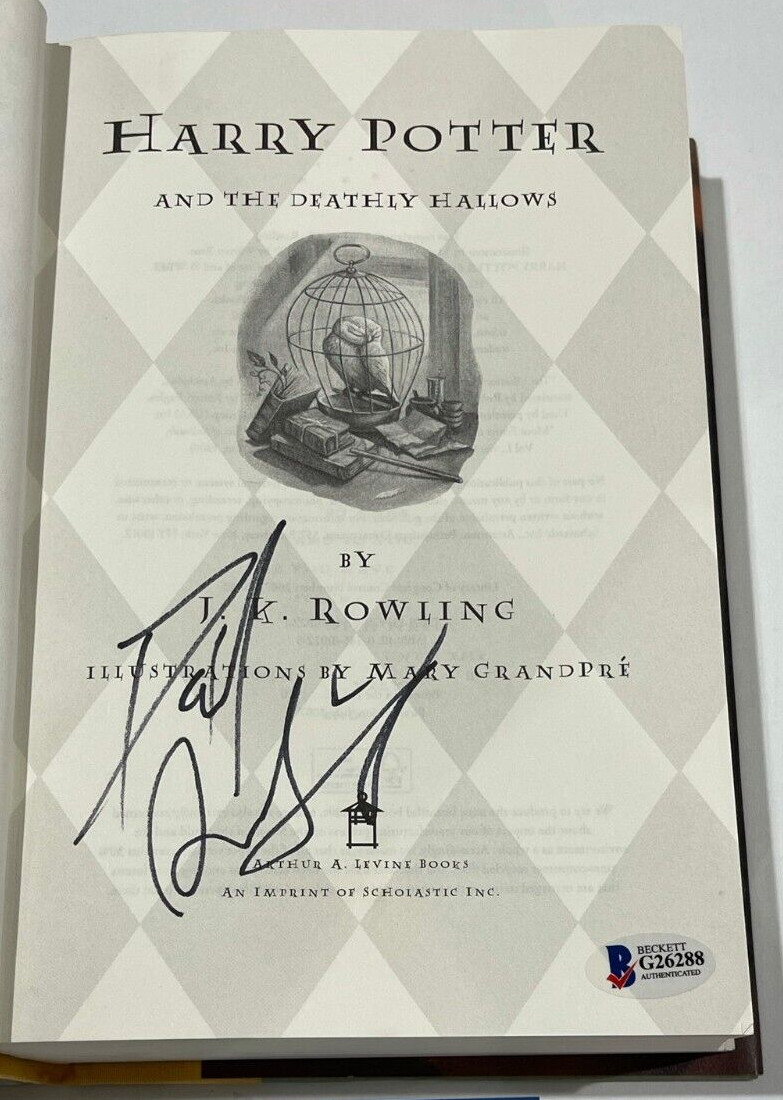 HARRY POTTER
AND THE DEATHLY HALLOWS
BY
J. K. ROWLING
ILLUSTRATIONS BY MARY GRANDPRÉ
ARTHUR A. LEVINE BOOKS
AN IMPRINT OF SCHOLASTIC INC.
BECKETT
G26288
AUTHENTICATED